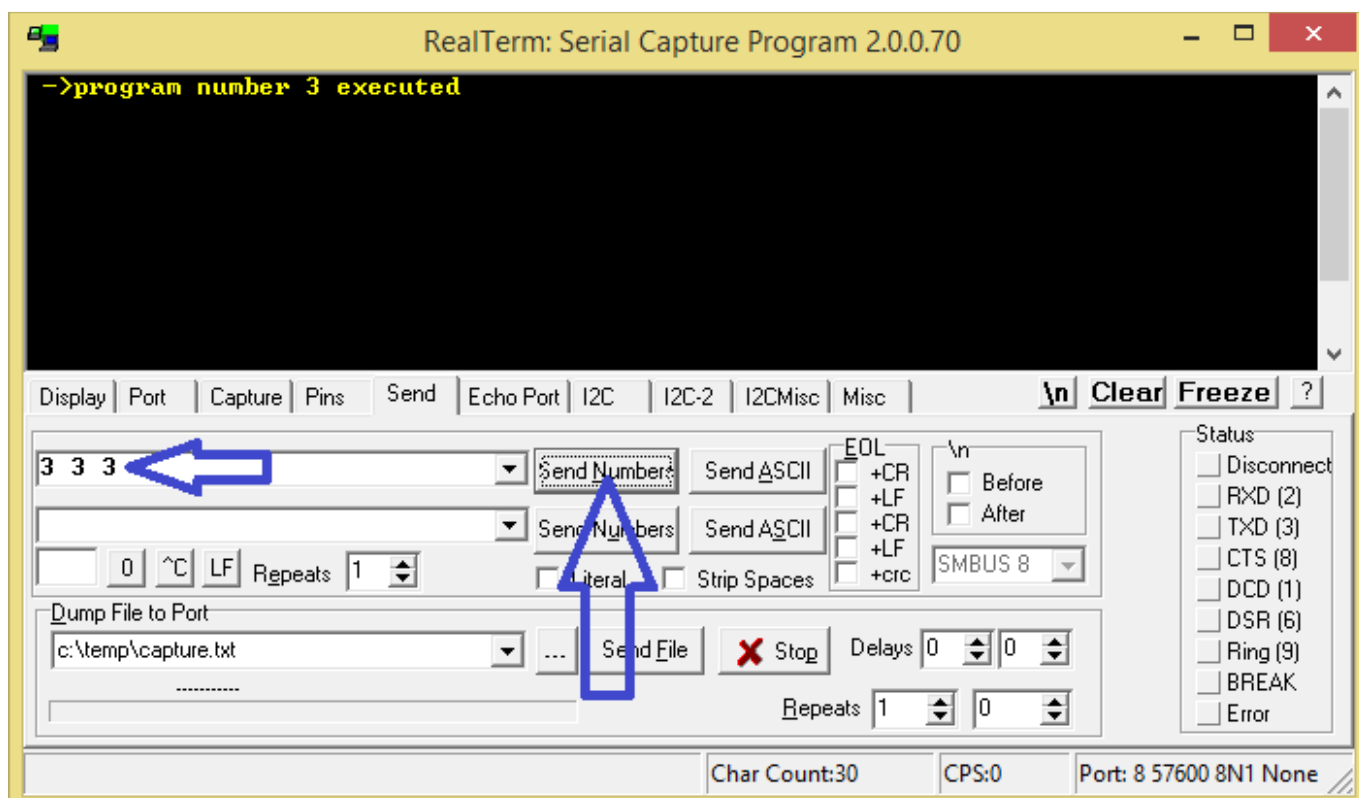 RealTerm: Serial Capture Program 2.0.0.70
->program number 3 executed
Display Port Capture Pins Send Echo Port I2C I2C-2 I2CMisc Misc \n Clear Freeze ?
3 3 3 Send Numbers Send ASCII
Send Numbers Send ASCII
0 ^C LF Repeats 1 Literal Strip Spaces
EOL
+CR
+LF
+CR
+LF
+crc
\n
Before
After
SMBUS 8
Dump File to Port
c:\temp\capture.txt ... Send File Stop Delays 0 0
Repeats 1 0
Status
Disconnect
RXD (2)
TXD (3)
CTS (8)
DCD (1)
DSR (6)
Ring (9)
BREAK
Error
Char Count:30 CPS:0 Port: 8 57600 8N1 None